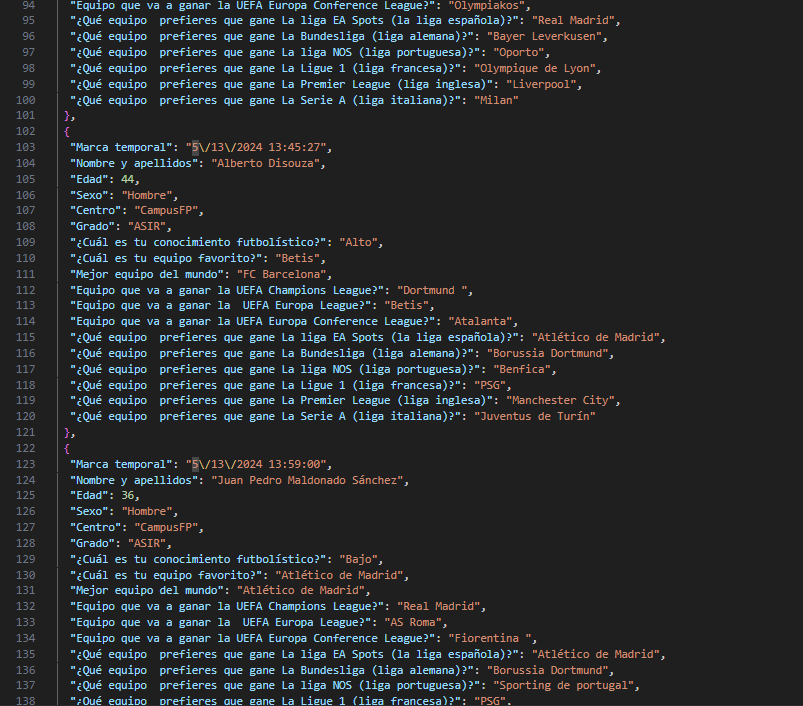 94 "Equipo que va a ganar la UEFA Europa Conference League?": "Olympiakos",
95 "¿Qué equipo  prefieres que gane La liga EA Spots (la liga española)?": "Real Madrid",
96 "¿Qué equipo  prefieres que gane La Bundesliga (liga alemana)?": "Bayer Leverkusen",
97 "¿Qué equipo  prefieres que gane La liga NOS (liga portuguesa)?": "Oporto",
98 "¿Qué equipo  prefieres que gane La Ligue 1 (liga francesa)?": "Olympique de Lyon",
99 "¿Qué equipo  prefieres que gane La Premier League (liga inglesa)": "Liverpool",
100 "¿Qué equipo  prefieres que gane La Serie A (liga italiana)?": "Milan"
101 },
102 {
103 "Marca temporal": "5\/13\/2024 13:45:27",
104 "Nombre y apellidos": "Alberto Disouza",
105 "Edad": 44,
106 "Sexo": "Hombre",
107 "Centro": "CampusFP",
108 "Grado": "ASIR",
109 "¿Cuál es tu conocimiento futbolístico?": "Alto",
110 "¿Cuál es tu equipo favorito?": "Betis",
111 "Mejor equipo del mundo": "FC Barcelona",
112 "Equipo que va a ganar la UEFA Champions League?": "Dortmund ",
113 "Equipo que va a ganar la  UEFA Europa League?": "Betis",
114 "Equipo que va a ganar la UEFA Europa Conference League?": "Atalanta",
115 "¿Qué equipo  prefieres que gane La liga EA Spots (la liga española)?": "Atlético de Madrid",
116 "¿Qué equipo  prefieres que gane La Bundesliga (liga alemana)?": "Borussia Dortmund",
117 "¿Qué equipo  prefieres que gane La liga NOS (liga portuguesa)?": "Benfica",
118 "¿Qué equipo  prefieres que gane La Ligue 1 (liga francesa)?": "PSG",
119 "¿Qué equipo  prefieres que gane La Premier League (liga inglesa)": "Manchester City",
120 "¿Qué equipo  prefieres que gane La Serie A (liga italiana)?": "Juventus de Turín"
121 },
122 {
123 "Marca temporal": "5\/13\/2024 13:59:00",
124 "Nombre y apellidos": "Juan Pedro Maldonado Sánchez",
125 "Edad": 36,
126 "Sexo": "Hombre",
127 "Centro": "CampusFP",
128 "Grado": "ASIR",
129 "¿Cuál es tu conocimiento futbolístico?": "Bajo",
130 "¿Cuál es tu equipo favorito?": "Atlético de Madrid",
131 "Mejor equipo del mundo": "Atlético de Madrid",
132 "Equipo que va a ganar la UEFA Champions League?": "Real Madrid",
133 "Equipo que va a ganar la  UEFA Europa League?": "AS Roma",
134 "Equipo que va a ganar la UEFA Europa Conference League?": "Fiorentina ",
135 "¿Qué equipo  prefieres que gane La liga EA Spots (la liga española)?": "Atlético de Madrid",
136 "¿Qué equipo  prefieres que gane La Bundesliga (liga alemana)?": "Borussia Dortmund",
137 "¿Qué equipo  prefieres que gane La liga NOS (liga portuguesa)?": "Sporting de portugal",
138 "¿Qué equipo  prefieres que gane La Ligue 1 (liga francesa)?": "PSG",